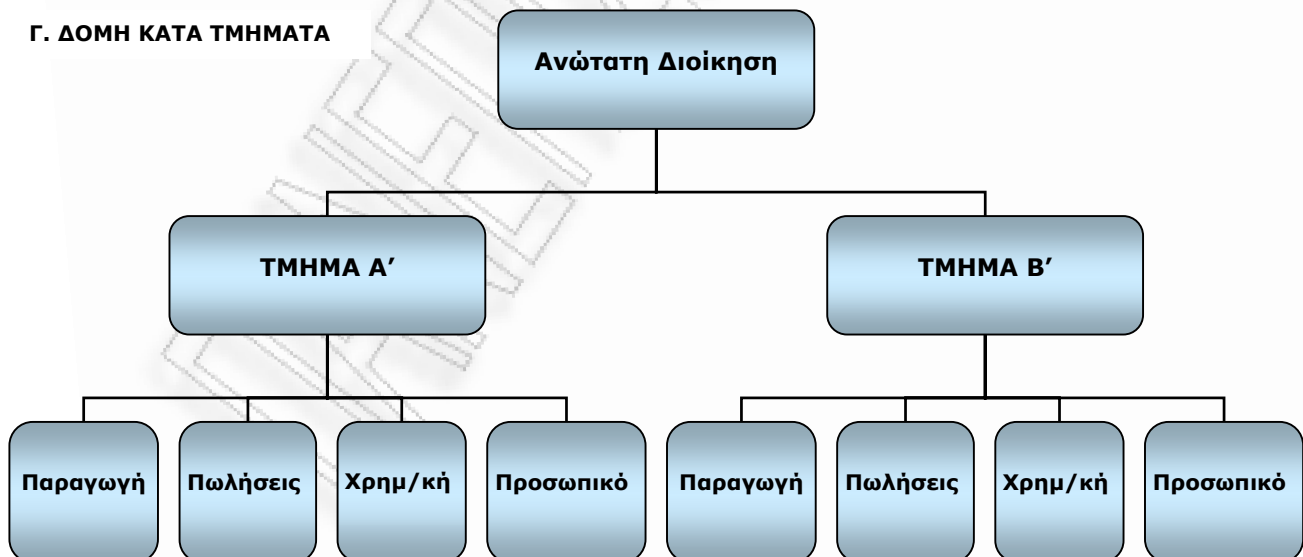 Γ. ΔΟΜΗ ΚΑΤΑ ΤΜΗΜΑΤΑ
Ανώτατη Διοίκηση
ΤΜΗΜΑ Α’
ΤΜΗΜΑ Β’
Παραγωγή
Πωλήσεις
Χρημ/κή
Προσωπικό
Παραγωγή
Πωλήσεις
Χρημ/κή
Προσωπικό